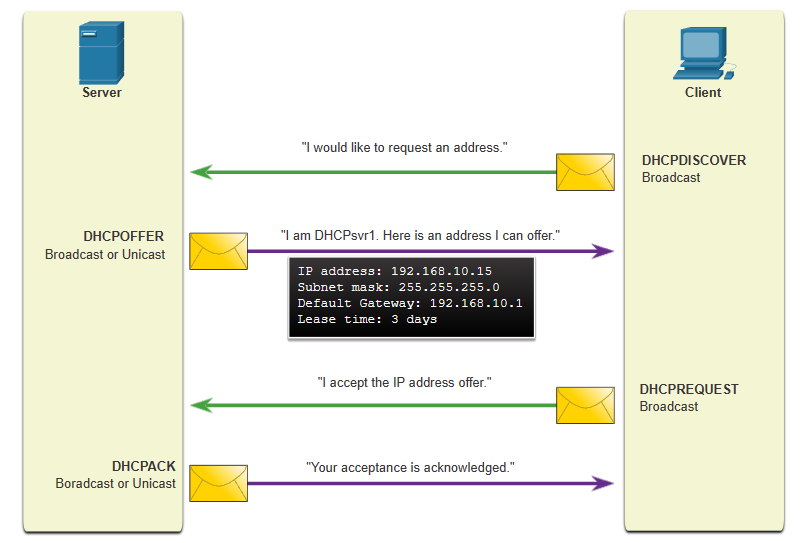 Server
Client
"I would like to request an address."
DHCPDISCOVER
Broadcast
DHCPOFFER
Broadcast or Unicast
"I am DHCPsvr1. Here is an address I can offer."
IP address: 192.168.10.15
Subnet mask: 255.255.255.0
Default Gateway: 192.168.10.1
Lease time: 3 days
"I accept the IP address offer."
DHCPREQUEST
Broadcast
DHCPACK
Boradcast or Unicast
"Your acceptance is acknowledged."